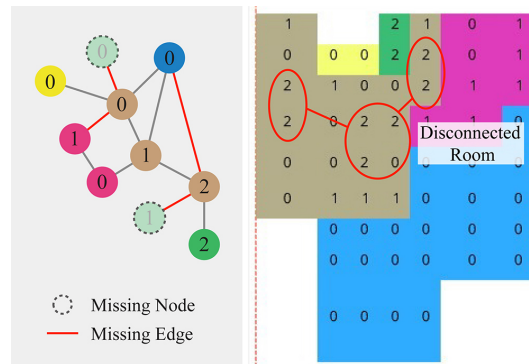 0
0
0
0
1
1
0
2
1
2
Missing Node
Missing Edge
1 2 1 0 1
0 0 0 2 2 0 1
2 1 0 0 2 1 1
2 0 2 2 1 1 0
Disconnected
Room
0 0 2 0 0 0 0
0 1 1 1 0 0 0
0 0 0 0 0 0
0 0 0 0 0 0
0 0 0 0